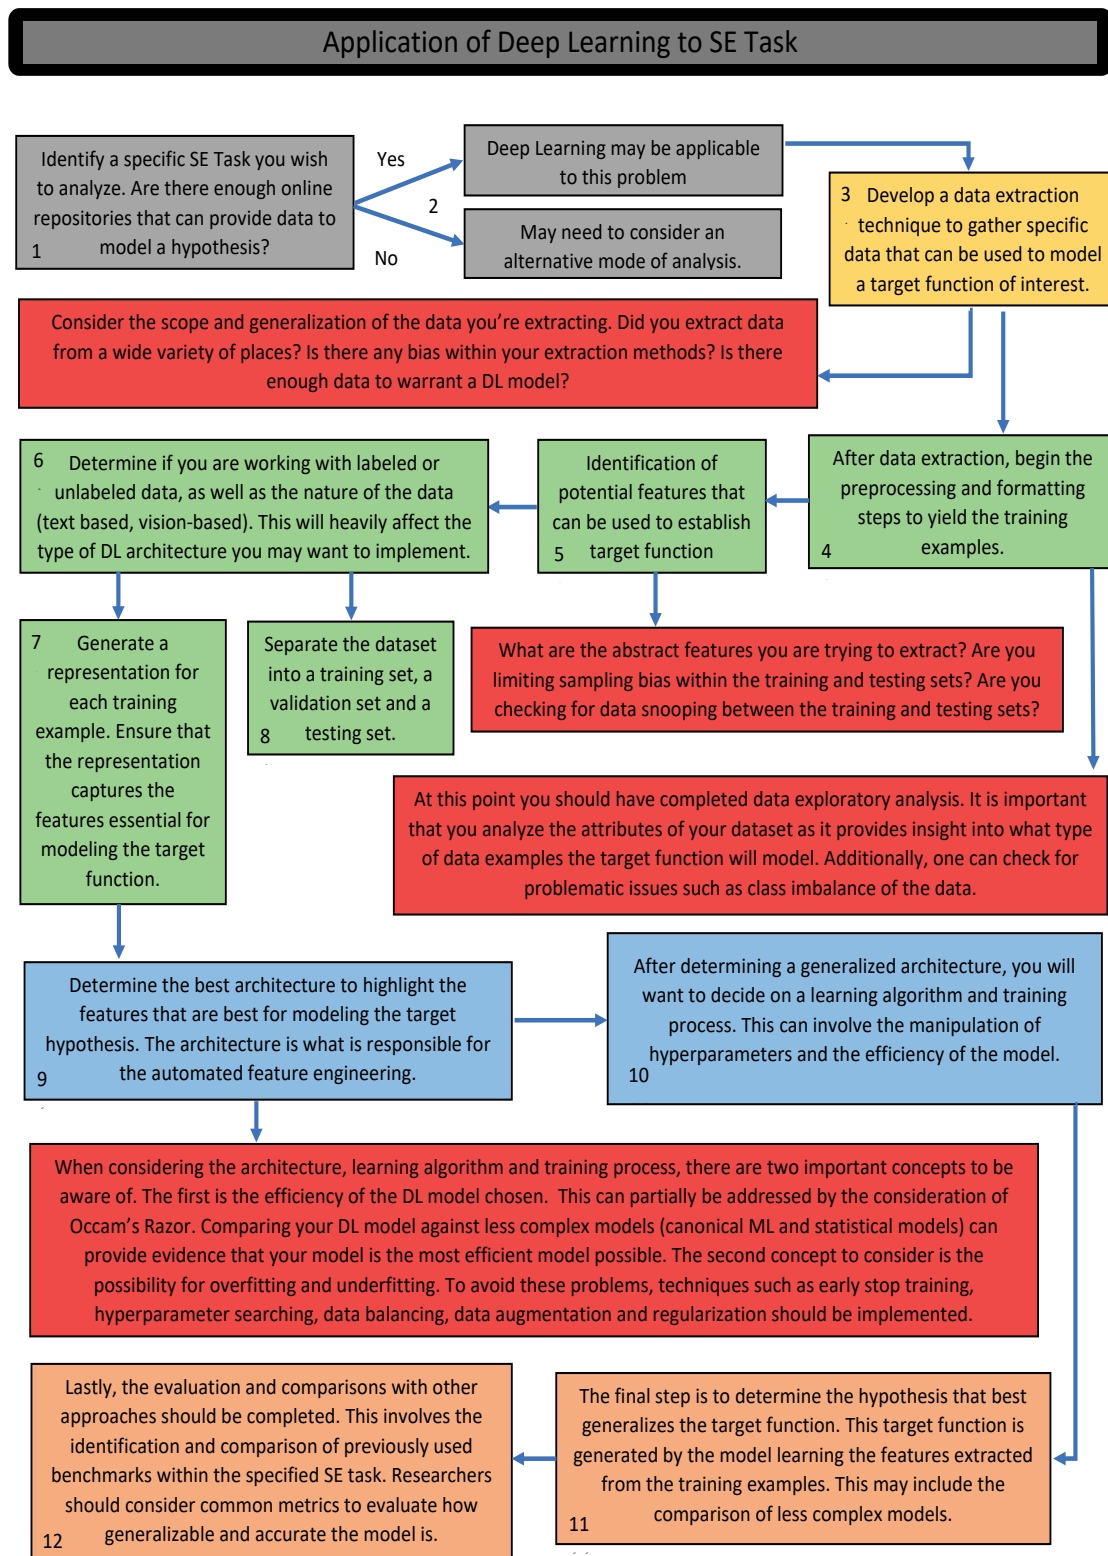 Application of Deep Learning to SE Task
Identify a specific SE Task you wish
to analyze. Are there enough online
repositories that can provide data to
model a hypothesis?
1
Yes
2
No
Deep Learning may be applicable
to this problem
May need to consider an
alternative mode of analysis.
3 Develop a data extraction
technique to gather specific
data that can be used to model
a target function of interest.
Consider the scope and generalization of the data you're extracting. Did you extract data
from a wide variety of places? Is there any bias within your extraction methods? Is there
enough data to warrant a DL model?
After data extraction, begin the
preprocessing and formatting
steps to yield the training
examples.
4
Identification of
potential features that
can be used to establish
target function
5
6 Determine if you are working with labeled or
unlabeled data, as well as the nature of the data
(text based, vision-based). This will heavily affect the
type of DL architecture you may want to implement.
7 Generate a
representation for
each training
example. Ensure that
the representation
captures the
features essential for
modeling the target
function.
Separate the dataset
into a training set, a
validation set and a
testing set.
8
What are the abstract features you are trying to extract? Are you
limiting sampling bias within the training and testing sets? Are you
checking for data snooping between the training and testing sets?
At this point you should have completed data exploratory analysis. It is important
that you analyze the attributes of your dataset as it provides insight into what type
of data examples the target function will model. Additionally, one can check for
problematic issues such as class imbalance of the data.
Determine the best architecture to highlight the
features that are best for modeling the target
hypothesis. The architecture is what is responsible for
the automated feature engineering.
9
After determining a generalized architecture, you will
want to decide on a learning algorithm and training
process. This can involve the manipulation of
hyperparameters and the efficiency of the model.
10
When considering the architecture, learning algorithm and training process, there are two important concepts to be
aware of. The first is the efficiency of the DL model chosen. This can partially be addressed by the consideration of
Occam's Razor. Comparing your DL model against less complex models (canonical ML and statistical models) can
provide evidence that your model is the most efficient model possible. The second concept to consider is the
possibility for overfitting and underfitting. To avoid these problems, techniques such as early stop training,
hyperparameter searching, data balancing, data augmentation and regularization should be implemented.
The final step is to determine the hypothesis that best
generalizes the target function. This target function is
generated by the model learning the features extracted
from the training examples. This may include the
comparison of less complex models.
11
Lastly, the evaluation and comparisons with other
approaches should be completed. This involves the
identification and comparison of previously used
benchmarks within the specified SE task. Researchers
should consider common metrics to evaluate how
generalizable and accurate the model is.
12